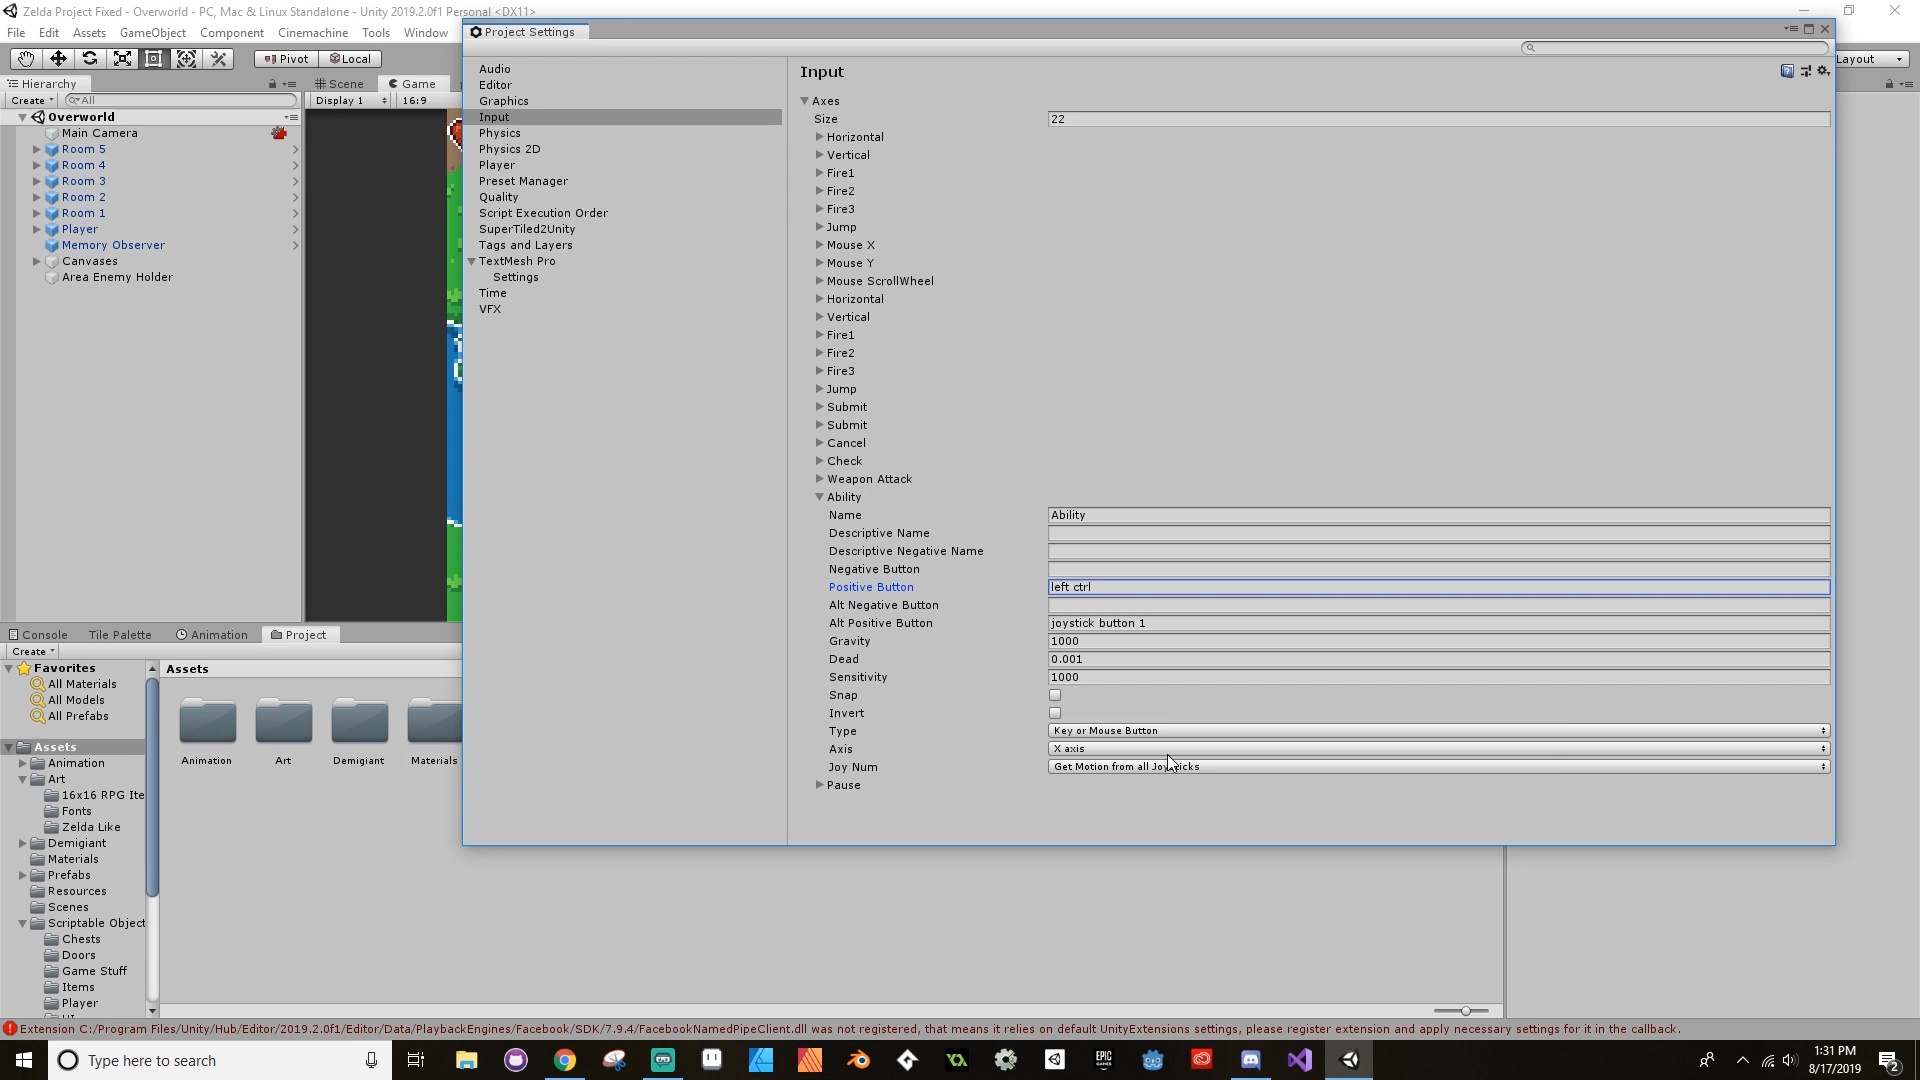 Zelda Project Fixed - Overworld - PC, Mac & Linux Standalone - Unity 2019.2.0f1 Personal <DX11>
File Edit Assets GameObject Component Cinemachine Tools Window
Project Settings
Pivot Local
Layout
Hierarchy
Scene Game
Create All
Display 1 16:9
Overworld
Main Camera
Room 5
Room 4
Room 3
Room 2
Room 1
Player
Memory Observer
Canvases
Area Enemy Holder
Audio
Editor
Graphics
Input
Physics
Physics 2D
Player
Preset Manager
Quality
Script Execution Order
SuperTiled2Unity
Tags and Layers
TextMesh Pro
Settings
Time
VFX
Input
Axes
Size 22
Horizontal
Vertical
Fire1
Fire2
Fire3
Jump
Mouse X
Mouse Y
Mouse ScrollWheel
Horizontal
Vertical
Fire1
Fire2
Fire3
Jump
Submit
Submit
Cancel
Check
Weapon Attack
Ability
Name Ability
Descriptive Name
Descriptive Negative Name
Negative Button
Positive Button left ctrl
Alt Negative Button
Alt Positive Button joystick button 1
Gravity 1000
Dead 0.001
Sensitivity 1000
Snap
Invert
Type Key or Mouse Button
Axis X axis
Joy Num Get Motion from all Joysticks
Pause
Console Tile Palette Animation Project
Create
Favorites
All Materials
All Models
All Prefabs
Assets
Animation
Art
16x16 RPG Ite
Fonts
Zelda Like
Demigiant
Materials
Prefabs
Resources
Scenes
Scriptable Object
Chests
Doors
Game Stuff
Items
Player
Assets
Animation Art Demigiant Materials
Extension C:/Program Files/Unity/Hub/Editor/2019.2.0f1/Editor/Data/PlaybackEngines/Facebook/SDK/7.9.4/FacebookNamedPipeClient.dll was not registered, that means it relies on default UnityExtensions settings, please register extension and apply necessary settings for it in the callback.
Type here to search
EPIC GAMES
1:31 PM
8/17/2019
2